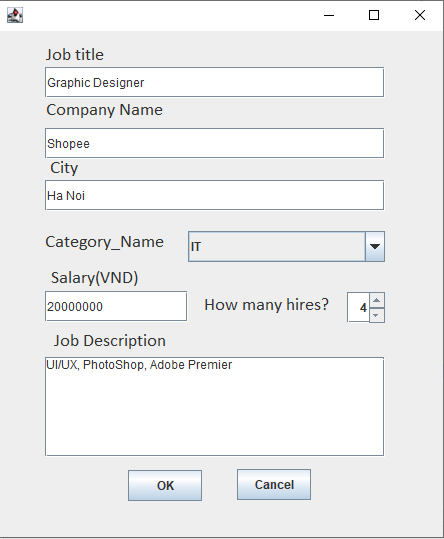 Job title
Graphic Designer
Company Name
Shopee
City
Ha Noi
Category_Name
IT
Salary(VND)
20000000
How many hires?
4
Job Description
UI/UX, PhotoShop, Adobe Premier
OK
Cancel